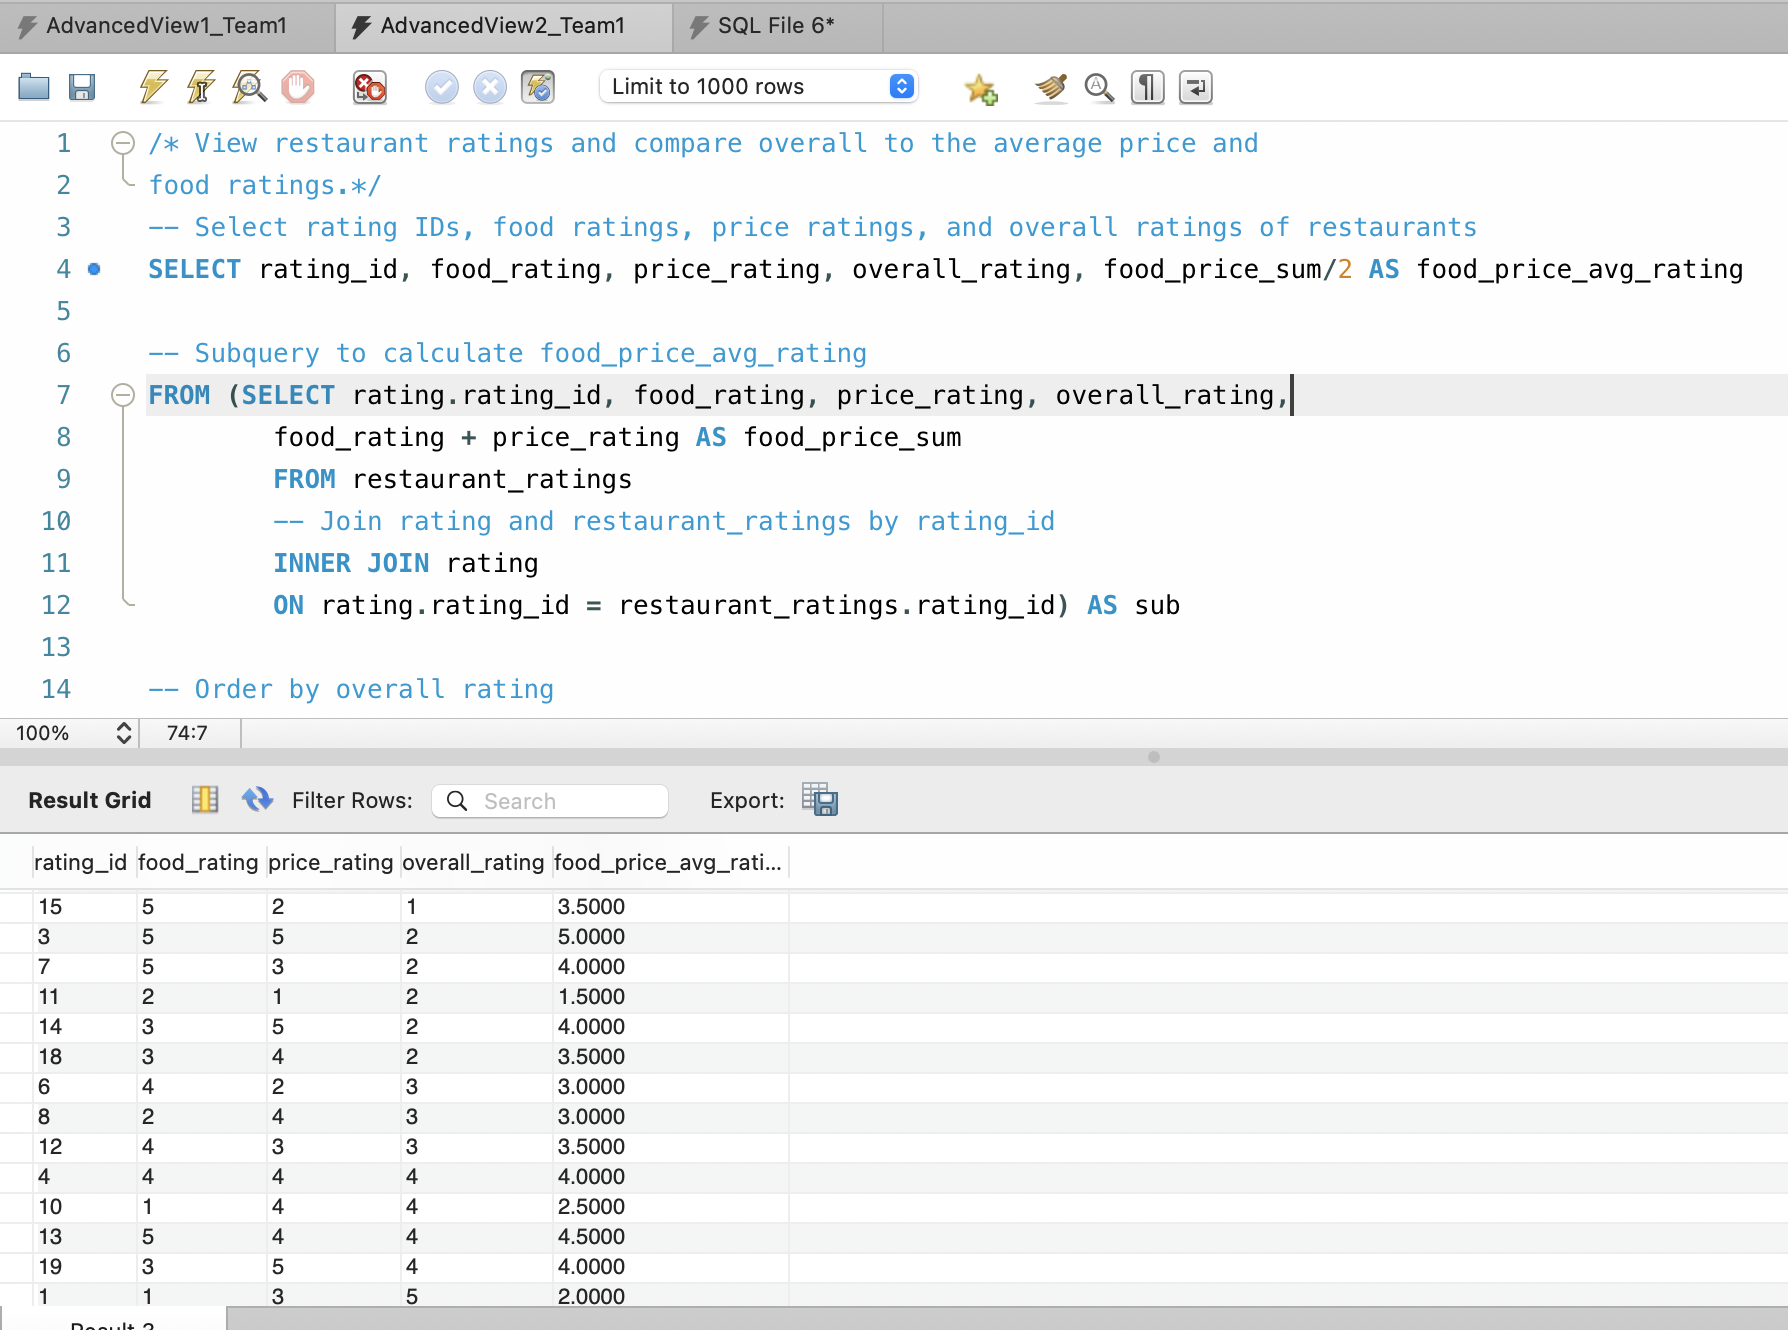 AdvancedView1_Team1 AdvancedView2_Team1 SQL File 6*
Limit to 1000 rows
1 /* View restaurant ratings and compare overall to the average price and
2 food ratings.*/
3 -- Select rating IDs, food ratings, price ratings, and overall ratings of restaurants
4 SELECT rating_id, food_rating, price_rating, overall_rating, food_price_sum/2 AS food_price_avg_rating
5
6 -- Subquery to calculate food_price_avg_rating
7 FROM (SELECT rating.rating_id, food_rating, price_rating, overall_rating,
8 food_rating + price_rating AS food_price_sum
9 FROM restaurant_ratings
10 -- Join rating and restaurant_ratings by rating_id
11 INNER JOIN rating
12 ON rating.rating_id = restaurant_ratings.rating_id) AS sub
13
14 -- Order by overall rating
100% 74:7
Result Grid Filter Rows: Search Export:
rating_id food_rating price_rating overall_rating food_price_avg_rati...
15 5 2 1 3.5000
3 5 5 2 5.0000
7 5 3 2 4.0000
11 2 1 2 1.5000
14 3 5 2 4.0000
18 3 4 2 3.5000
6 4 2 3 3.0000
8 2 4 3 3.0000
12 4 3 3 3.5000
4 4 4 4 4.0000
10 1 4 4 2.5000
13 5 4 4 4.5000
19 3 5 4 4.0000
1 1 3 5 2.0000
Result